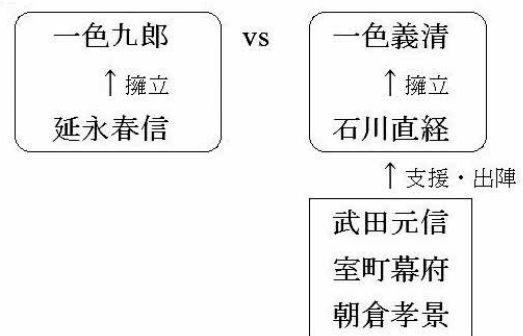 一色九郎 vs 一色義清
↑擁立 ↑擁立
延永春信 石川直経
↑支援・出陣
武田元信
室町幕府
朝倉孝景